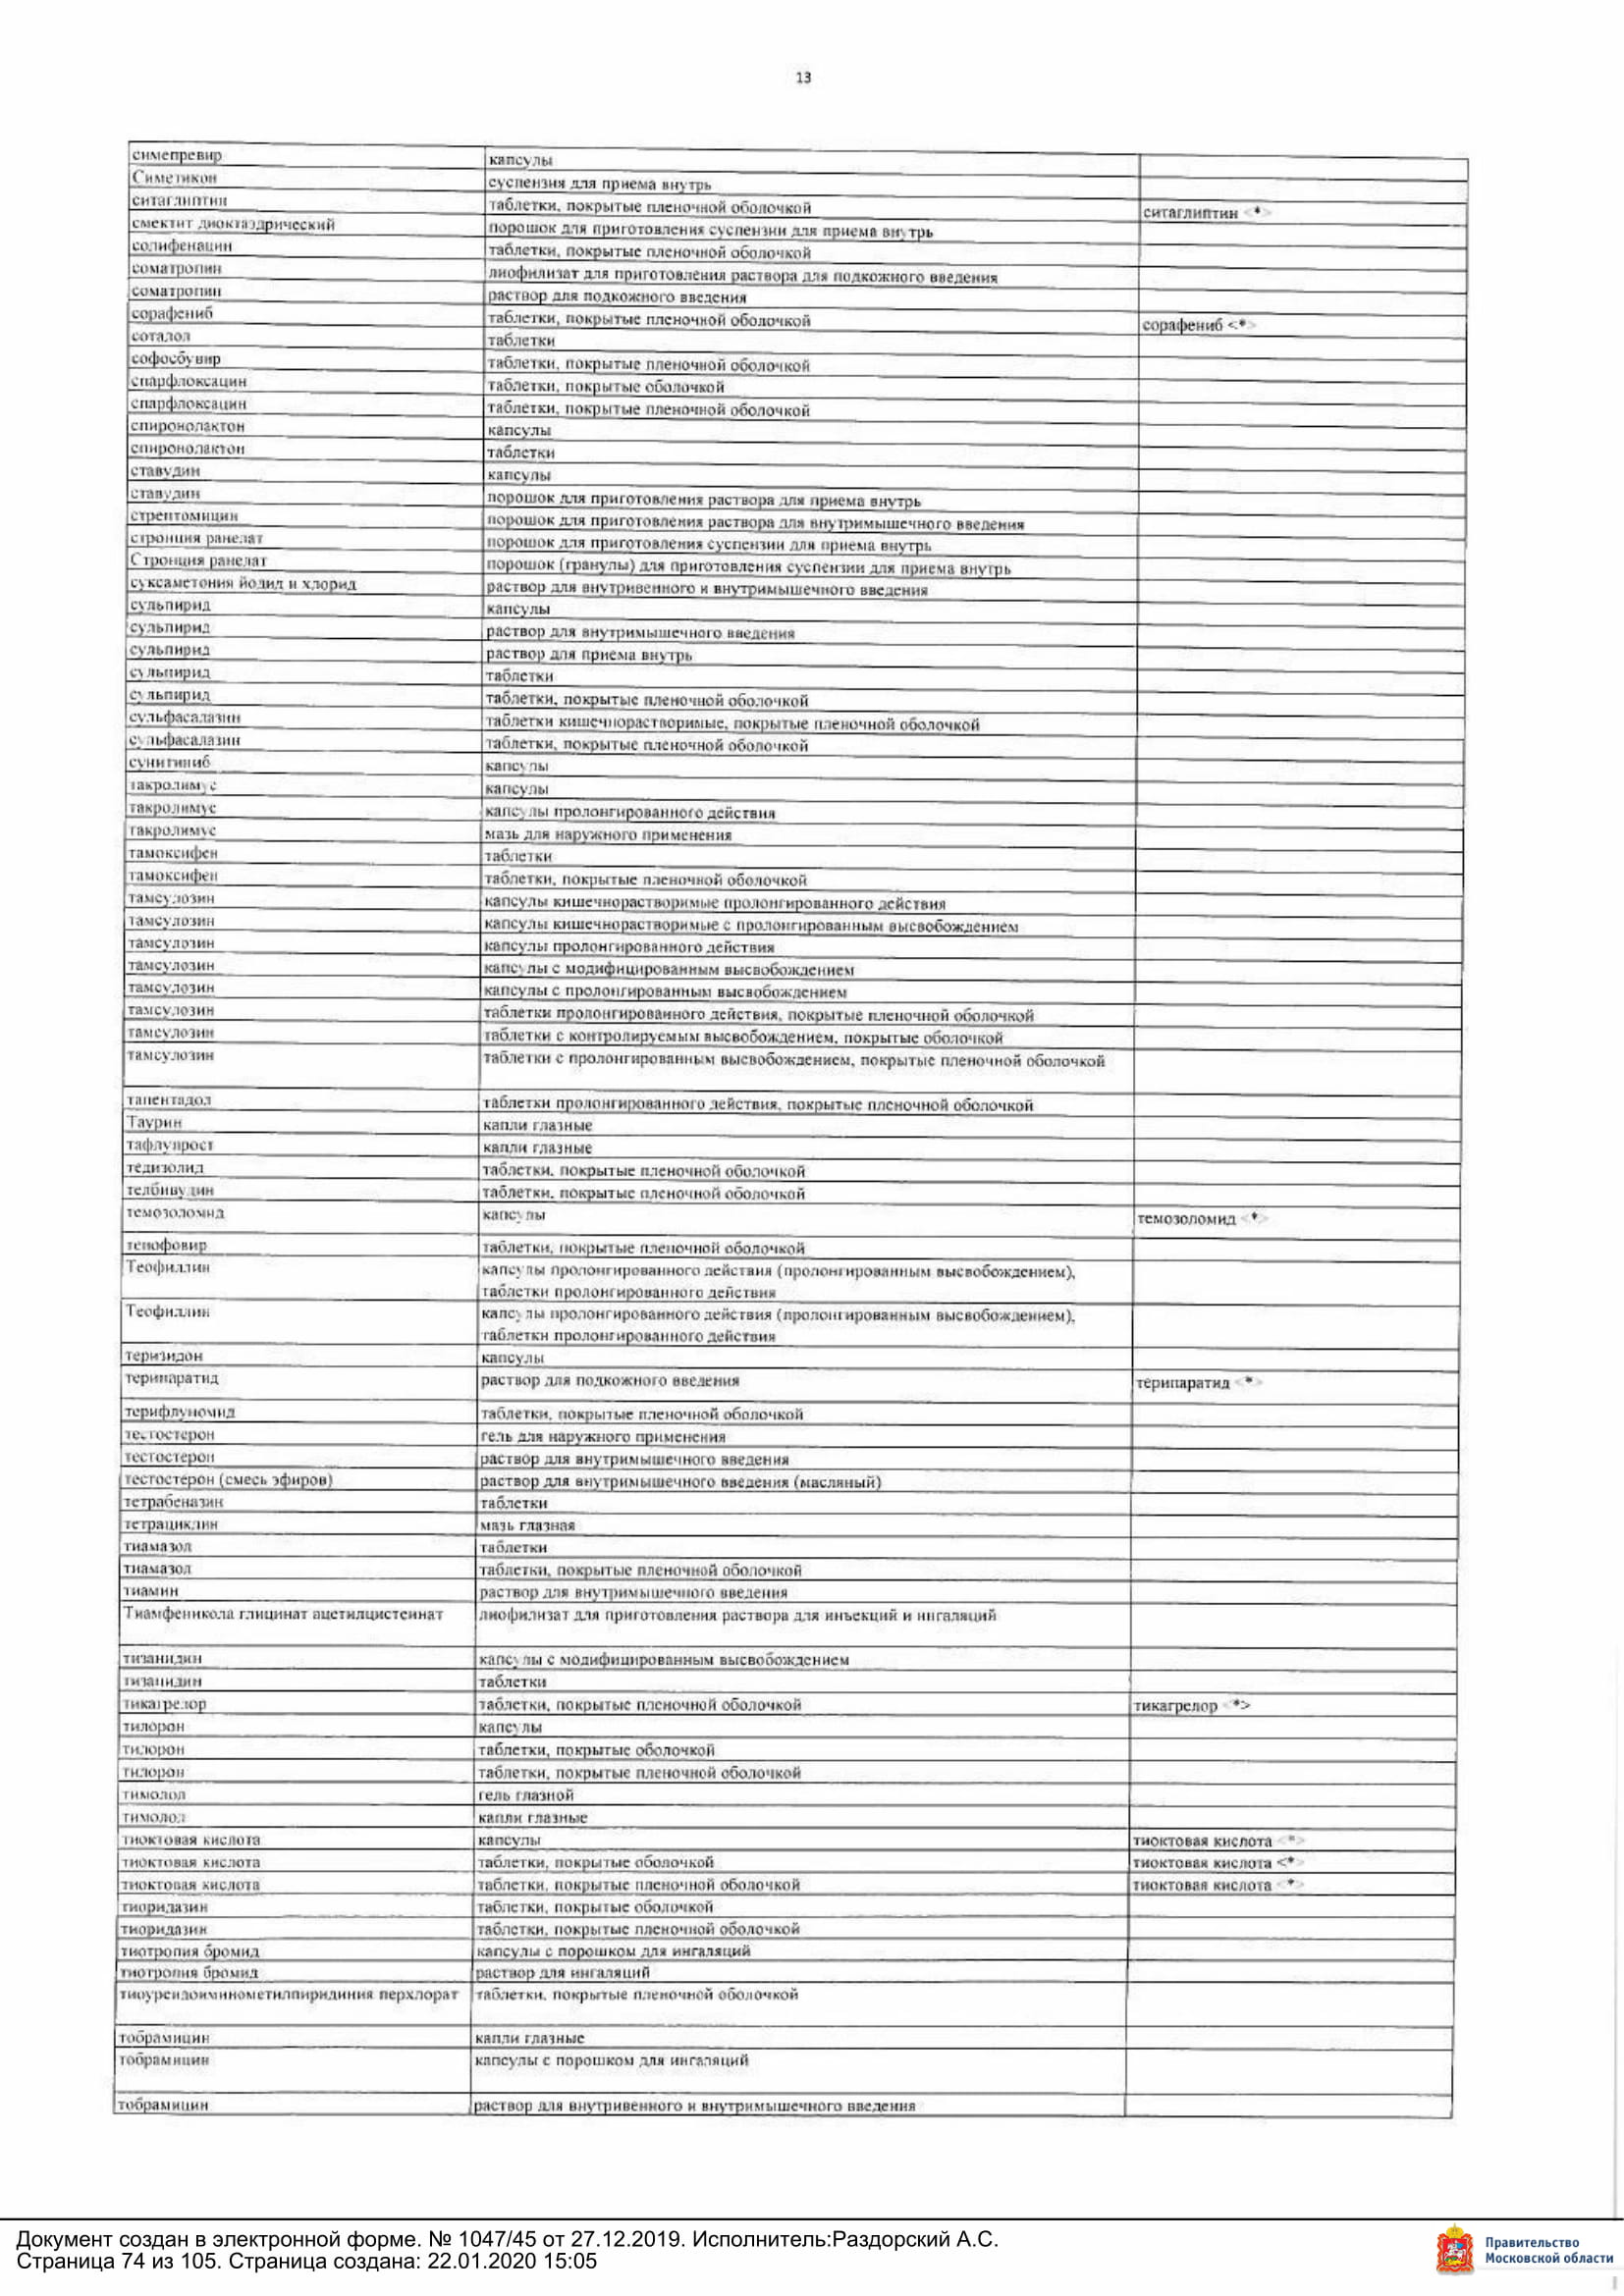 13
симепревир капсулы
Симетикон суспензия для приема внутрь
ситаглиптин таблетки, покрытые пленочной оболочкой ситаглиптин <*>
смектит диоктаэдрический порошок для приготовления суспензии для приема внутрь
солифенацин таблетки, покрытые пленочной оболочкой
соматропин лиофилизат для приготовления раствора для подкожного введения
соматропин раствор для подкожного введения
сорафениб таблетки, покрытые пленочной оболочкой сорафениб <*>
соталол таблетки
софосбувир таблетки, покрытые пленочной оболочкой
спарфлоксацин таблетки, покрытые оболочкой
спарфлоксацин таблетки, покрытые пленочной оболочкой
спиронолактон капсулы
спиронолактон таблетки
ставудин капсулы
ставудин порошок для приготовления раствора для приема внутрь
стрептомицин порошок для приготовления раствора для внутримышечного введения
стронция ранелат порошок для приготовления суспензии для приема внутрь
Стронция ранелат порошок (гранулы) для приготовления суспензии для приема внутрь
суксаметония йодид и хлорид раствор для внутривенного и внутримышечного введения
сульпирид капсулы
сульпирид раствор для внутримышечного введения
сульпирид раствор для приема внутрь
сульпирид таблетки
сульпирид таблетки, покрытые пленочной оболочкой
сульфасалазин таблетки кишечнорастворимые, покрытые пленочной оболочкой
сульфасалазин таблетки, покрытые пленочной оболочкой
сунитиниб капсулы
такролимус капсулы
такролимус капсулы пролонгированного действия
такролимус мазь для наружного применения
тамоксифен таблетки
тамоксифен таблетки, покрытые пленочной оболочкой
тамсулозин капсулы кишечнорастворимые пролонгированного действия
тамсулозин капсулы кишечнорастворимые с пролонгированным высвобождением
тамсулозин капсулы пролонгированного действия
тамсулозин капсулы с модифицированным высвобождением
тамсулозин капсулы с пролонгированным высвобождением
тамсулозин таблетки пролонгированного действия, покрытые пленочной оболочкой
тамсулозин таблетки с контролируемым высвобождением, покрытые оболочкой
тамсулозин таблетки с пролонгированным высвобождением, покрытые пленочной оболочкой
тапентадол таблетки пролонгированного действия, покрытые пленочной оболочкой
Таурин капли глазные
тафлупрост капли глазные
тедизолид таблетки, покрытые пленочной оболочкой
телбивудин таблетки, покрытые пленочной оболочкой
темозоломид капсулы темозоломид <*>
тенофовир таблетки, покрытые пленочной оболочкой
Теофиллин капсулы пролонгированного действия (пролонгированным высвобождением),
таблетки пролонгированного действия
Теофиллин капсулы пролонгированного действия (пролонгированным высвобождением),
таблетки пролонгированного действия
теризидон капсулы
терипаратид раствор для подкожного введения терипаратид <*>
терифлуномид таблетки, покрытые пленочной оболочкой
тестостерон гель для наружного применения
тестостерон раствор для внутримышечного введения
тестостерон (смесь эфиров) раствор для внутримышечного введения (масляный)
тетрабеназин таблетки
тетрациклин мазь глазная
тиамазол таблетки
тиамазол таблетки, покрытые пленочной оболочкой
тиамин раствор для внутримышечного введения
Тиамфеникола глицинат ацетилцистеинат лиофилизат для приготовления раствора для инъекций и ингаляций
тизанидин капсулы с модифицированным высвобождением
тизанидин таблетки
тикагрелор таблетки, покрытые пленочной оболочкой тикагрелор <*>
тилорон капсулы
тилорон таблетки, покрытые оболочкой
тилорон таблетки, покрытые пленочной оболочкой
тимолол гель глазной
тимолол капли глазные
тиоктовая кислота капсулы тиоктовая кислота <*>
тиоктовая кислота таблетки, покрытые оболочкой тиоктовая кислота <*>
тиоктовая кислота таблетки, покрытые пленочной оболочкой тиоктовая кислота <*>
тиоридазин таблетки, покрытые оболочкой
тиоридазин таблетки, покрытые пленочной оболочкой
тиотропия бромид капсулы с порошком для ингаляций
тиотропия бромид раствор для ингаляций
тиоуреидоиминометилпиридиния перхлорат таблетки, покрытые пленочной оболочкой
тобрамицин капли глазные
тобрамицин капсулы с порошком для ингаляций
тобрамицин раствор для внутривенного и внутримышечного введения
Документ создан в электронной форме. № 1047/45 от 27.12.2019. Исполнитель:Раздорский А.С.
Страница 74 из 105. Страница создана: 22.01.2020 15:05
Правительство
Московской области